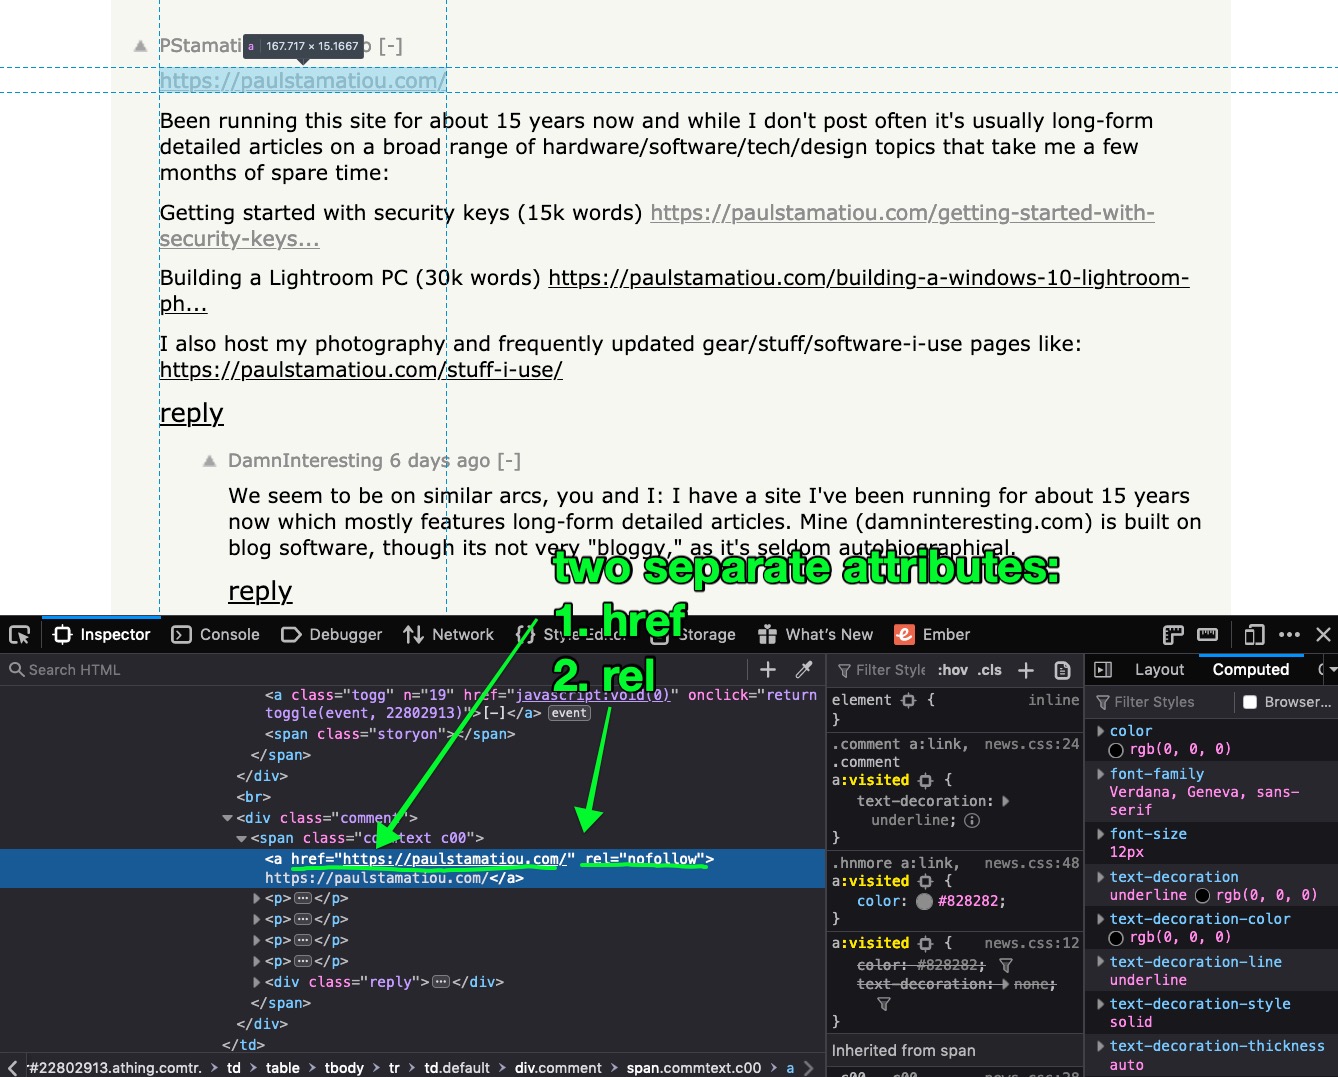 PStamati o [-]
a 167.717 × 15.1667
https://paulstamatiou.com/
Been running this site for about 15 years now and while I don't post often it's usually long-form
detailed articles on a broad range of hardware/software/tech/design topics that take me a few
months of spare time:
Getting started with security keys (15k words) https://paulstamatiou.com/getting-started-with-
security-keys...
Building a Lightroom PC (30k words) https://paulstamatiou.com/building-a-windows-10-lightroom-
ph...
I also host my photography and frequently updated gear/stuff/software-i-use pages like:
https://paulstamatiou.com/stuff-i-use/
reply
DamnInteresting 6 days ago [-]
We seem to be on similar arcs, you and I: I have a site I've been running for about 15 years
now which mostly features long-form detailed articles. Mine (damninteresting.com) is built on
blog software, though its not very "bloggy," as it's seldom autobiographical.
reply
two separate attributes:
1. href
2. rel
Inspector Console Debugger Network Style Editor Storage What's New Ember
Search HTML
<a class="togg" n="19" href="javascript:void(0)" onclick="return
toggle(event, 22802913)">[–]</a> event
<span class="storyon"></span>
</span>
</div>
<br>
<div class="comment">
<span class="commtext c00">
<a href="https://paulstamatiou.com/" rel="nofollow">
https://paulstamatiou.com/</a>
<p>…</p>
<p>…</p>
<p>…</p>
<p>…</p>
<div class="reply">…</div>
</span>
</div>
</td>
r#22802913.athing.comtr. > td > table > tbody > tr > td.default > div.comment > span.commtext.c00 > a
Filter Style :hov .cls
element { inline
}
.comment a:link, news.css:24
.comment
a:visited {
text-decoration:
underline;
}
.hnmore a:link, news.css:48
a:visited {
color: #828282;
}
a:visited { news.css:12
color: #828282;
text-decoration: none;
}
Inherited from span
.c00, .c00 news.css:28
Layout Computed
Filter Styles Browser...
color
rgb(0, 0, 0)
font-family
Verdana, Geneva, sans-
serif
font-size
12px
text-decoration
underline rgb(0, 0, 0)
text-decoration-color
rgb(0, 0, 0)
text-decoration-line
underline
text-decoration-style
solid
text-decoration-thickness
auto